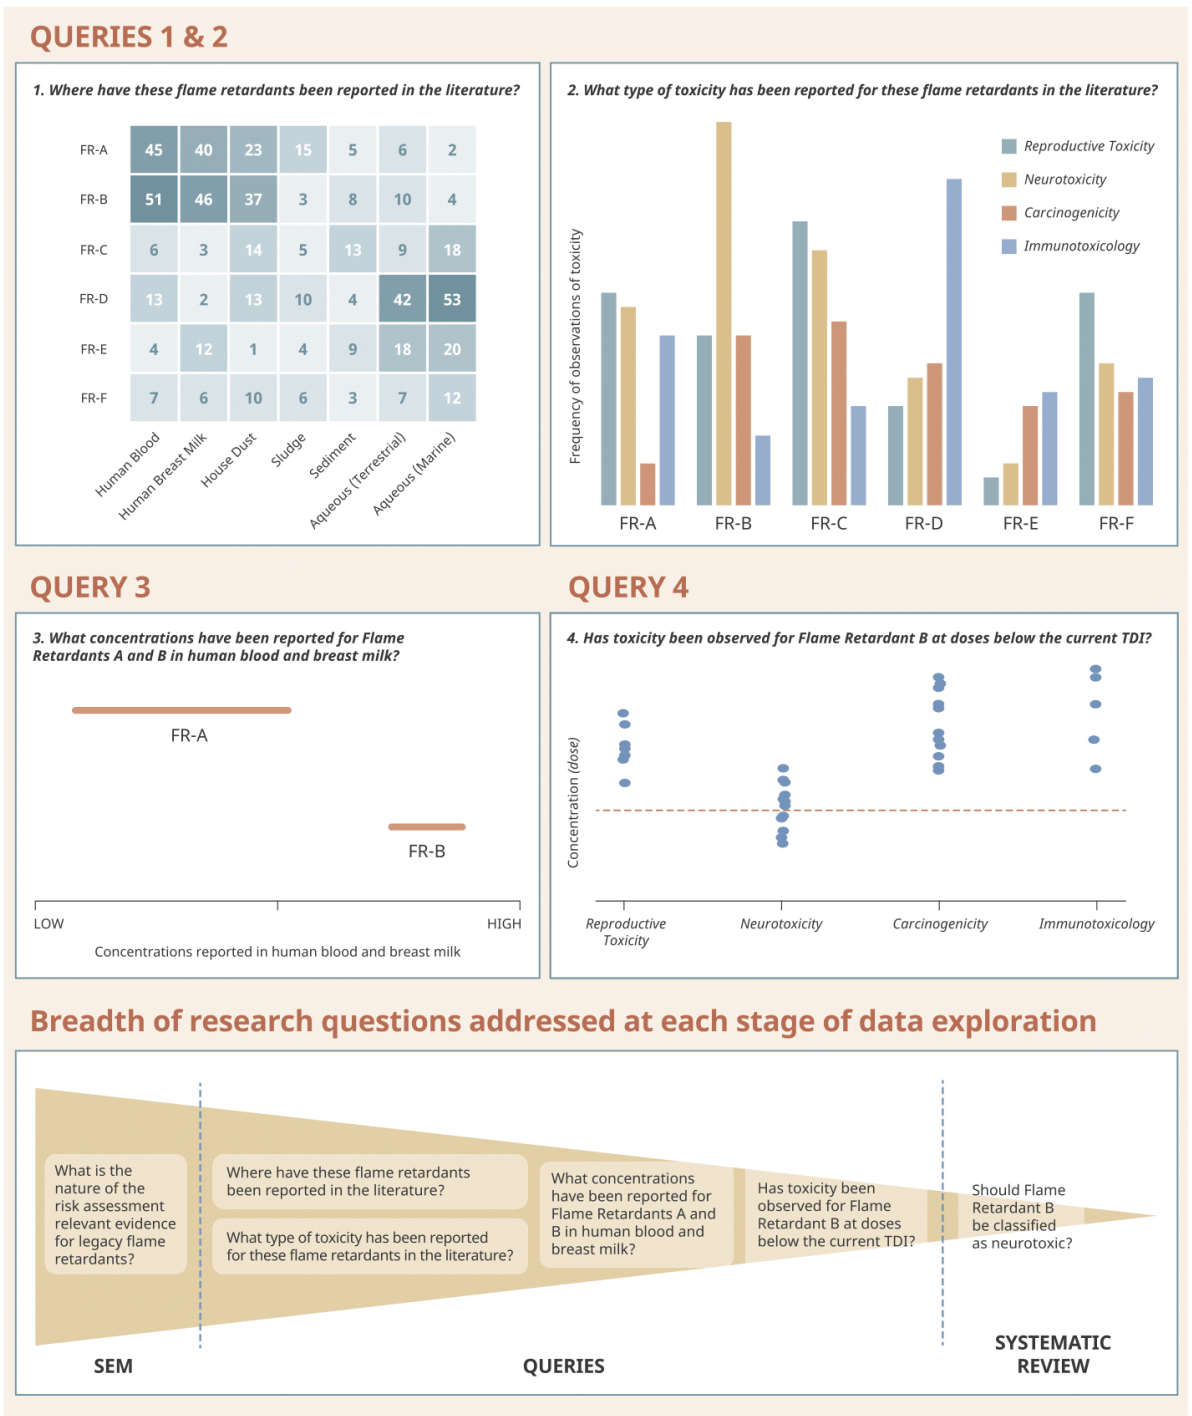 QUERIES 1 & 2
1. Where have these flame retardants been reported in the literature?
FR-A 45 40 23 15 5 6 2
FR-B 51 46 37 3 8 10 4
FR-C 6 3 14 5 13 9 18
FR-D 13 2 13 10 4 42 53
FR-E 4 12 1 4 9 18 20
FR-F 7 6 10 6 3 7 12
Human Blood
Human Breast Milk
House Dust
Sludge
Sediment
Aqueous (Terrestrial)
Aqueous (Marine)
2. What type of toxicity has been reported for these flame retardants in the literature?
Reproductive Toxicity
Neurotoxicity
Carcinogenicity
Immunotoxicology
Frequency of observations of toxicity
FR-A FR-B FR-C FR-D FR-E FR-F
QUERY 3
3. What concentrations have been reported for Flame
Retardants A and B in human blood and breast milk?
FR-A
FR-B
LOW HIGH
Concentrations reported in human blood and breast milk
QUERY 4
4. Has toxicity been observed for Flame Retardant B at doses below the current TDI?
Concentration (dose)
Reproductive
Toxicity
Neurotoxicity
Carcinogenicity
Immunotoxicology
Breadth of research questions addressed at each stage of data exploration
What is the
nature of the
risk assessment
relevant evidence
for legacy flame
retardants?
Where have these flame retardants
been reported in the literature?
What type of toxicity has been reported
for these flame retardants in the literature?
What concentrations
have been reported for
Flame Retardants A and
B in human blood and
breast milk?
Has toxicity been
observed for Flame
Retardant B at doses
below the current TDI?
Should Flame
Retardant B
be classified
as neurotoxic?
SEM
QUERIES
SYSTEMATIC
REVIEW